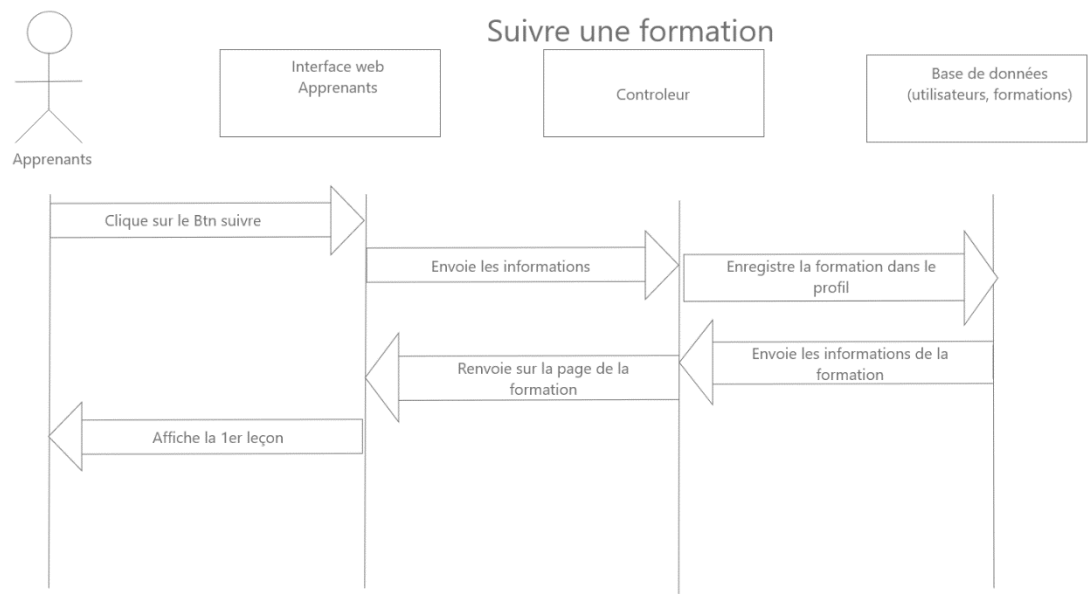 Suivre une formation
Interface web
Apprenants
Controleur
Base de données
(utilisateurs, formations)
Apprenants
Clique sur le Btn suivre
Envoie les informations
Enregistre la formation dans le
profil
Envoie les informations de la
formation
Renvoie sur la page de la
formation
Affiche la 1er leçon